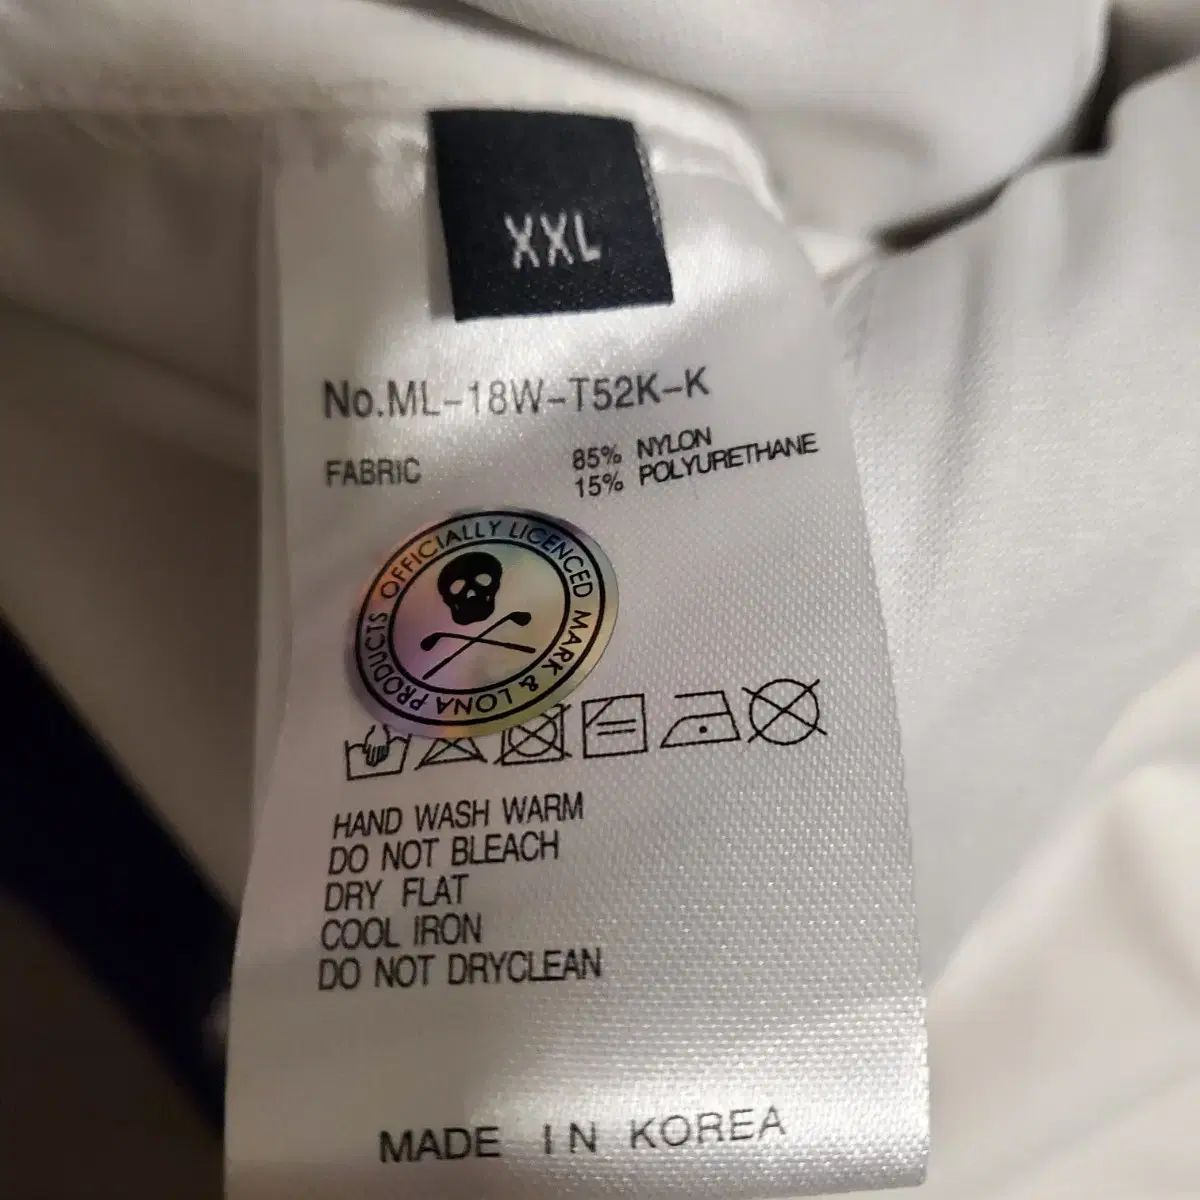 XXL
No.ML-18W-T52K-K
FABRIC 85% NYLON
15% POLYURETHANE
OFFICIALLY LICENCED MARK & LONA PRODUCTS
HAND WASH WARM
DO NOT BLEACH
DRY FLAT
COOL IRON
DO NOT DRYCLEAN
MADE IN KOREA